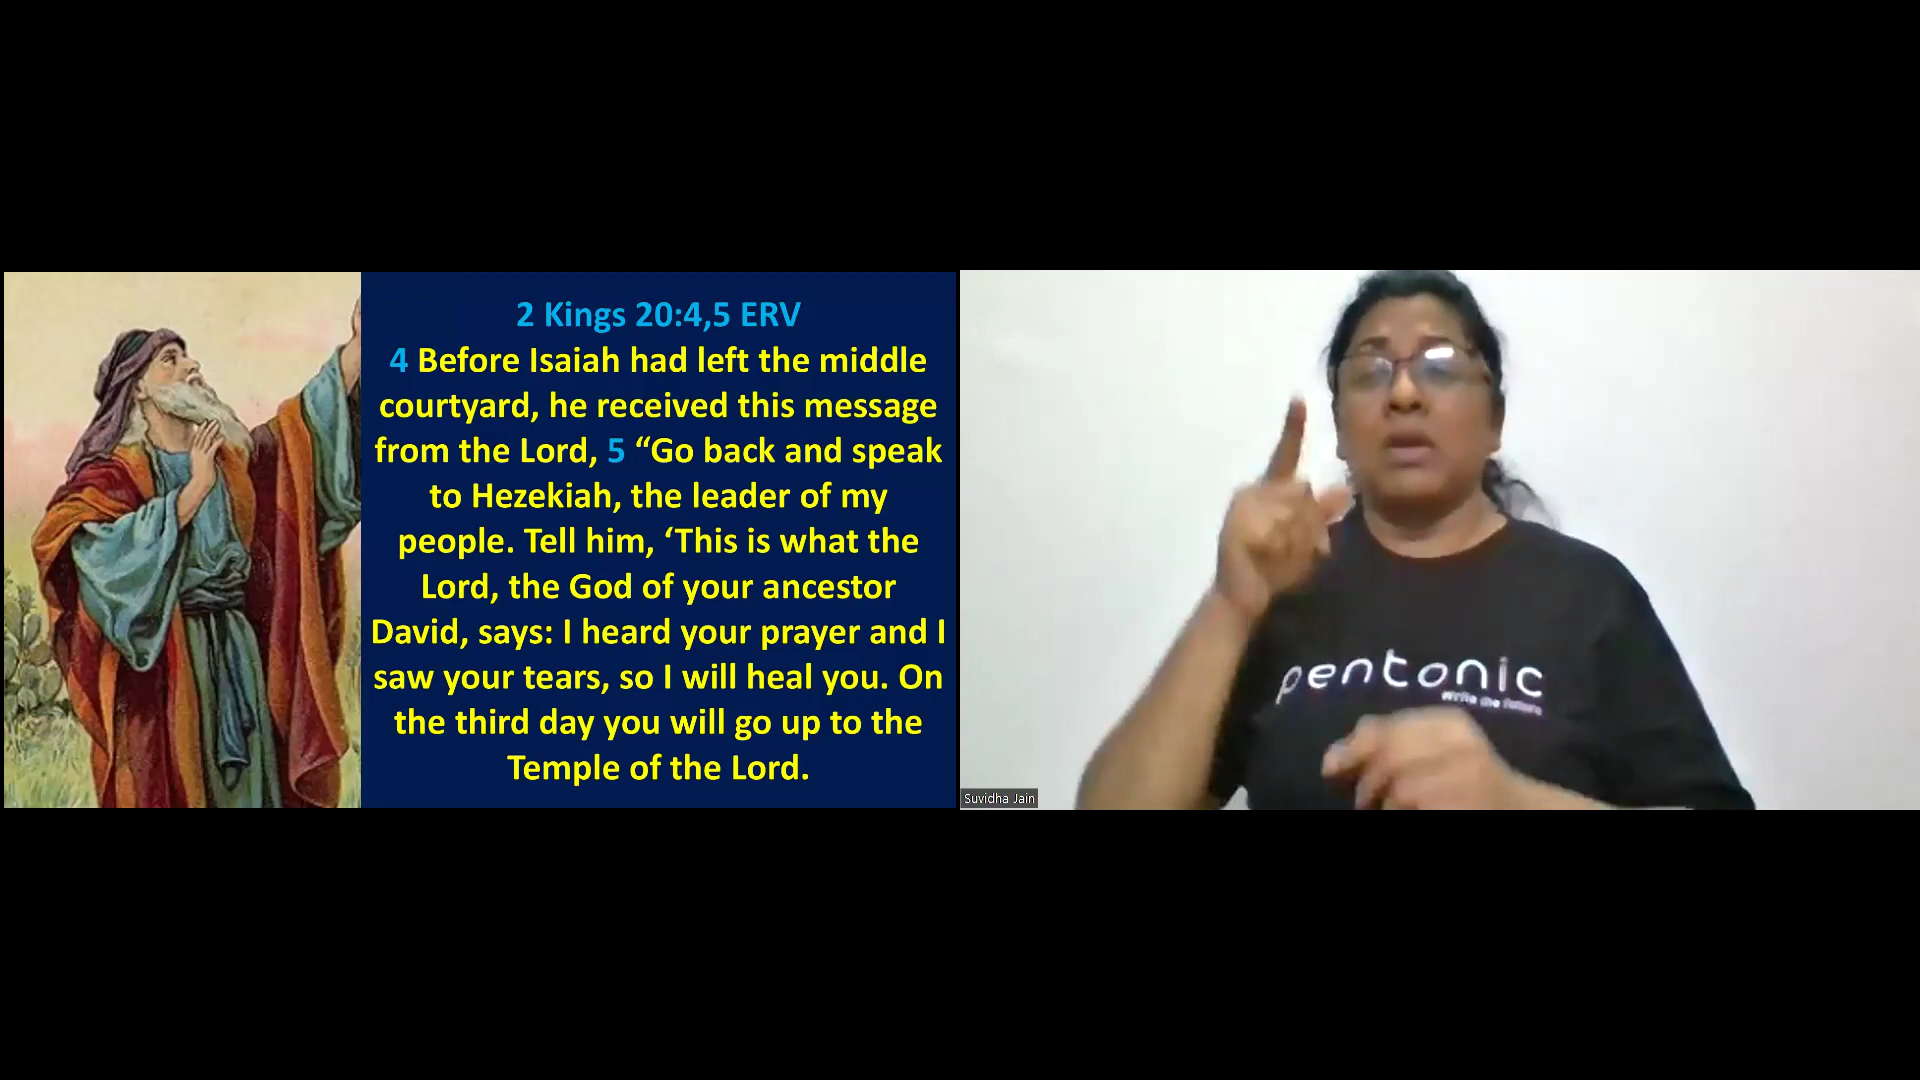 2 Kings 20:4,5 ERV
4 Before Isaiah had left the middle
courtyard, he received this message
from the Lord, 5 “Go back and speak
to Hezekiah, the leader of my
people. Tell him, ‘This is what the
Lord, the God of your ancestor
David, says: I heard your prayer and I
saw your tears, so I will heal you. On
the third day you will go up to the
Temple of the Lord.
pentonic
Write the future
Suvidha Jain